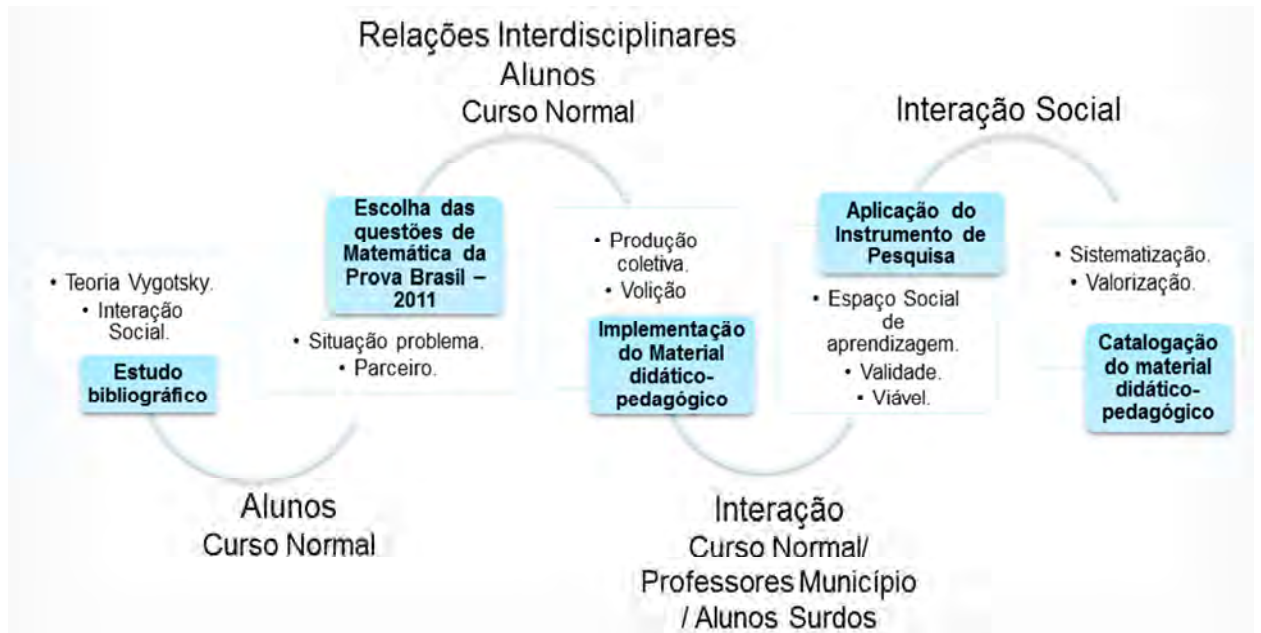 Relações Interdisciplinares
Alunos
Curso Normal
Interação Social
• Teoria Vygotsky.
• Interação
Social.
Estudo
bibliográfico
Escolha das
questões de
Matemática da
Prova Brasil –
2011
• Situação problema.
• Parceiro.
• Produção
coletiva.
• Volição
Implementação
do Material
didático-
pedagógico
Aplicação do
Instrumento de
Pesquisa
• Espaço Social
de
aprendizagem.
• Validade.
• Viável.
• Sistematização.
• Valorização.
Catalogação
do material
didático-
pedagógico
Alunos
Curso Normal
Interação
Curso Normal/
Professores Município
/ Alunos Surdos